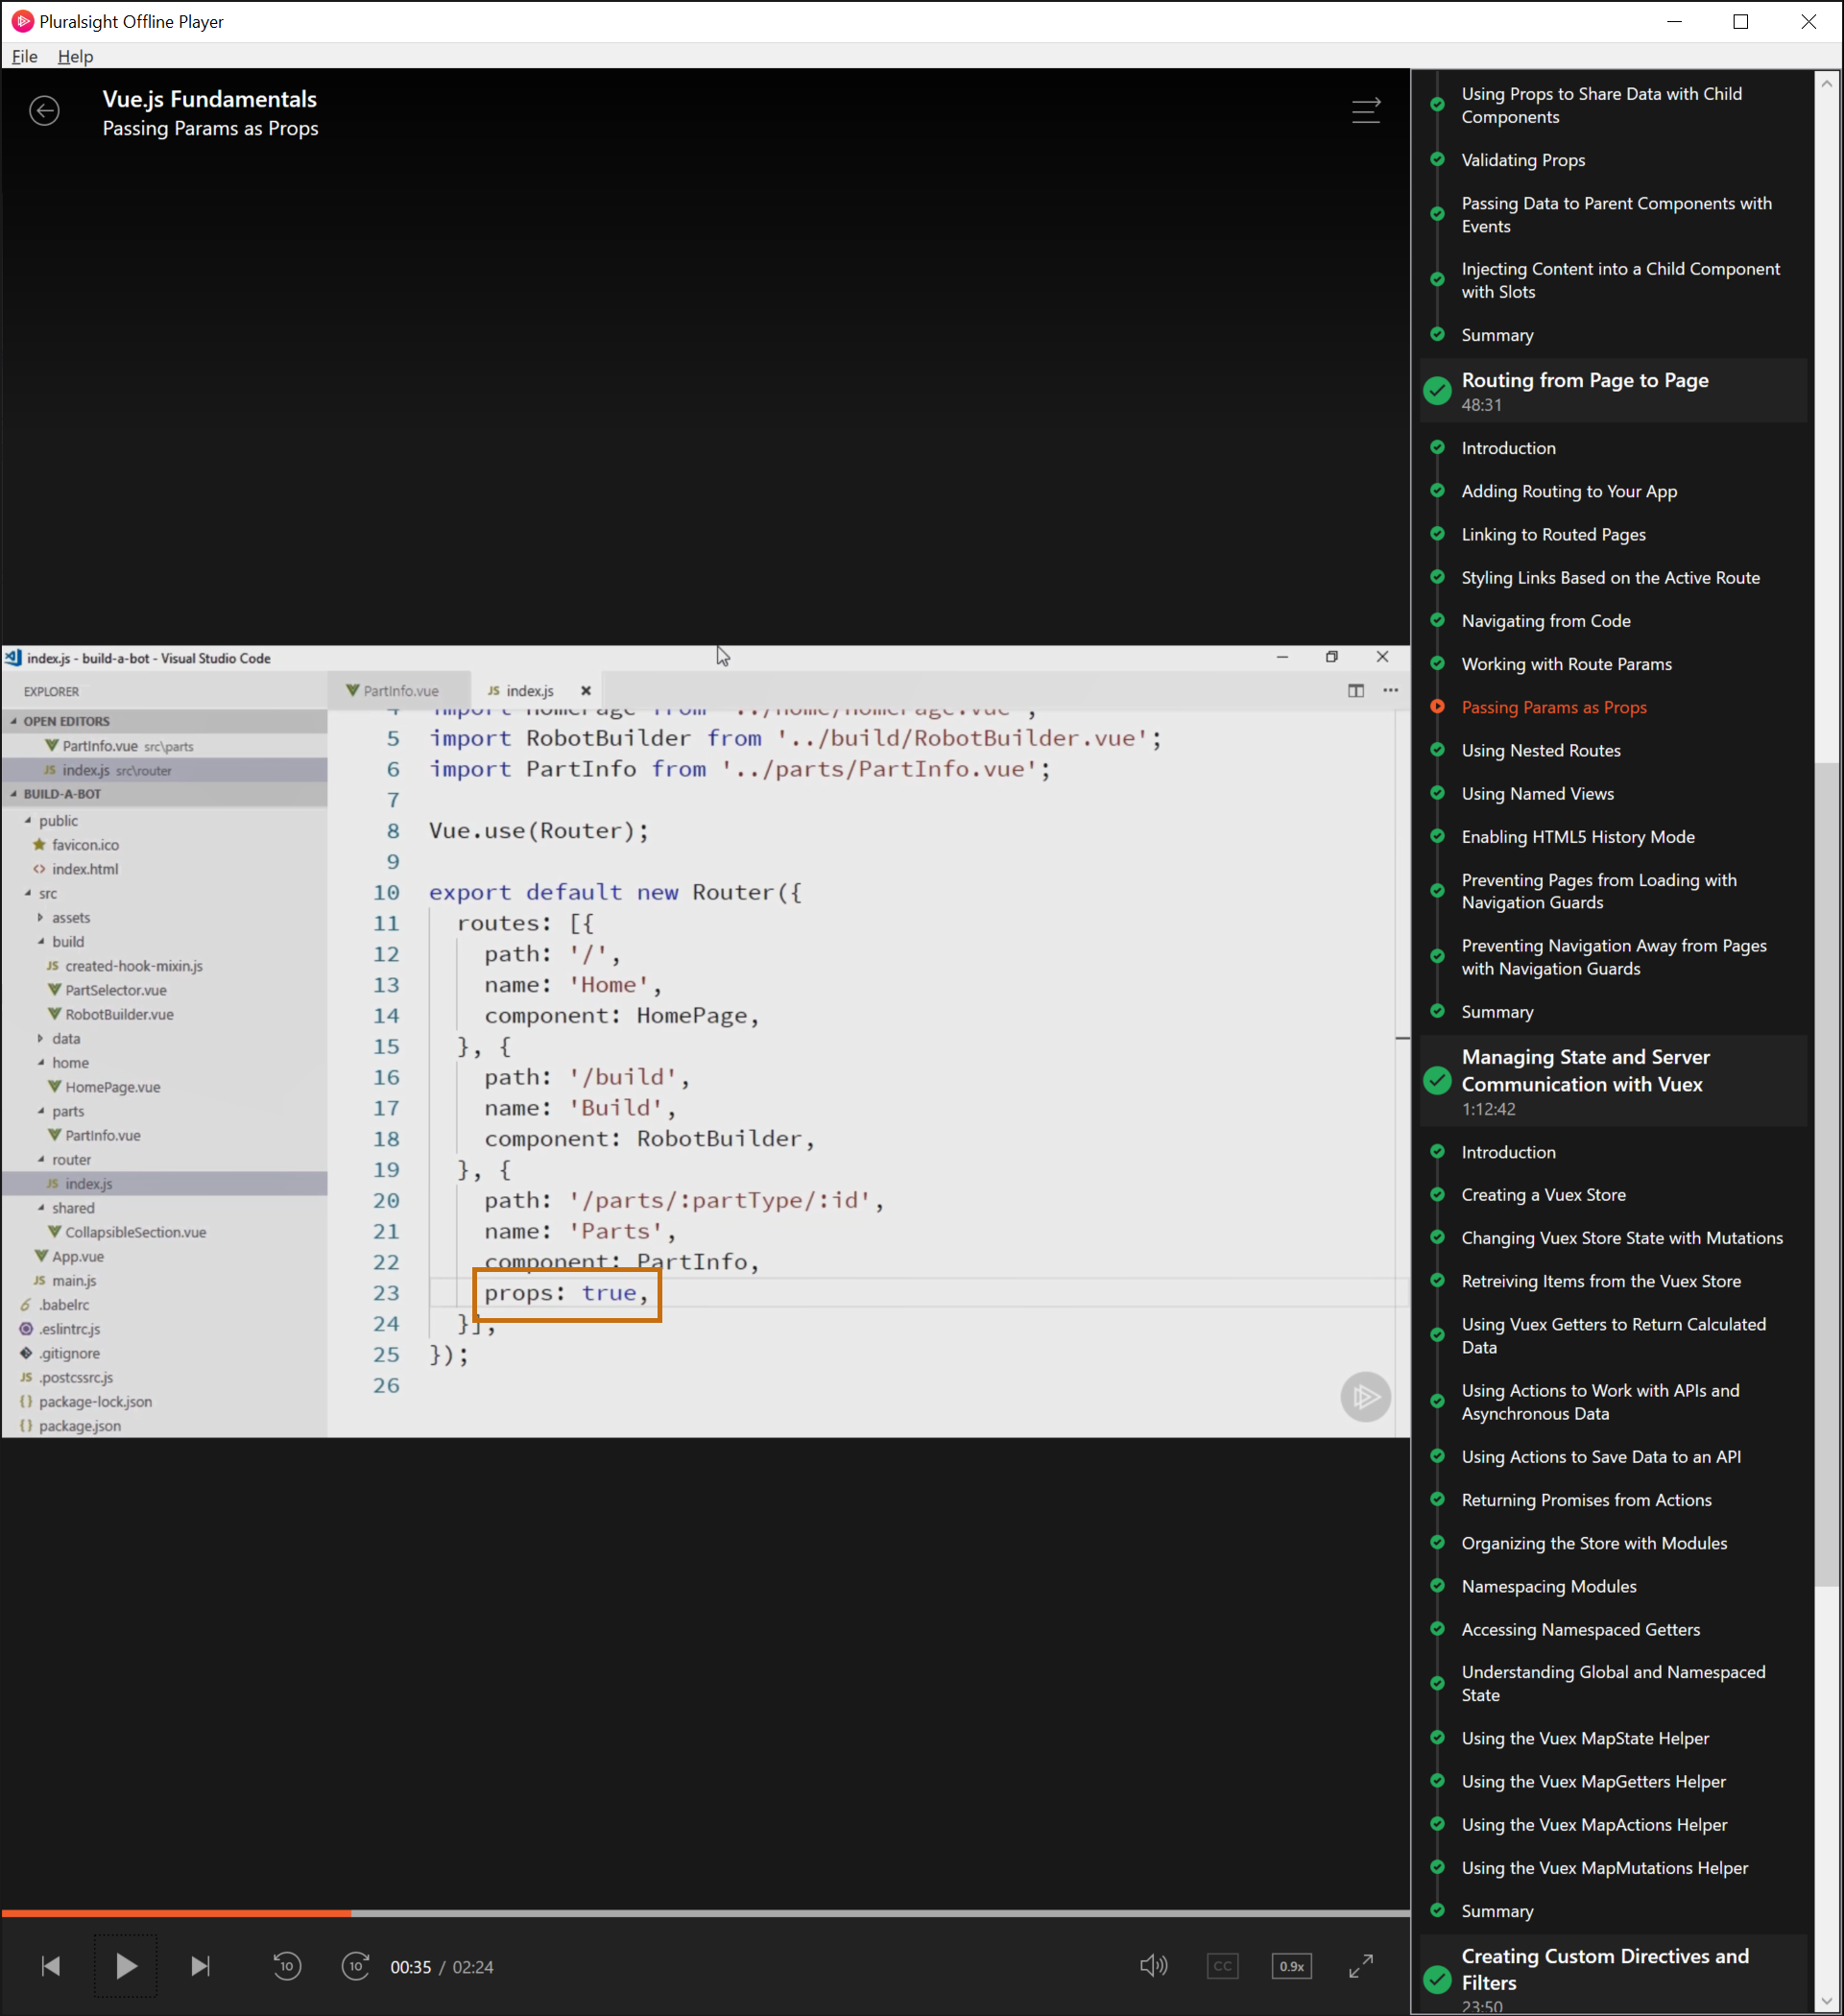 Pluralsight Offline Player
File Help
Vue.js Fundamentals
Passing Params as Props
index.js - build-a-bot - Visual Studio Code
EXPLORER
OPEN EDITORS
PartInfo.vue src\parts
JS index.js src\router
BUILD-A-BOT
public
favicon.ico
<> index.html
src
assets
build
JS created-hook-mixin.js
PartSelector.vue
RobotBuilder.vue
data
home
HomePage.vue
parts
PartInfo.vue
router
JS index.js
shared
CollapsibleSection.vue
App.vue
JS main.js
.babelrc
.eslintrc.js
.gitignore
JS .postcssrc.js
{} package-lock.json
{} package.json
PartInfo.vue
JS index.js
4 import HomePage from '../home/HomePage.vue';
5 import RobotBuilder from '../build/RobotBuilder.vue';
6 import PartInfo from '../parts/PartInfo.vue';
7
8 Vue.use(Router);
9
10 export default new Router({
11 routes: [{
12 path: '/',
13 name: 'Home',
14 component: HomePage,
15 }, {
16 path: '/build',
17 name: 'Build',
18 component: RobotBuilder,
19 }, {
20 path: '/parts/:partType/:id',
21 name: 'Parts',
22 component: PartInfo,
23 props: true,
24 }],
25 });
26
10
10
00:35 / 02:24
CC
0.9x
Using Props to Share Data with Child
Components
Validating Props
Passing Data to Parent Components with
Events
Injecting Content into a Child Component
with Slots
Summary
Routing from Page to Page
48:31
Introduction
Adding Routing to Your App
Linking to Routed Pages
Styling Links Based on the Active Route
Navigating from Code
Working with Route Params
Passing Params as Props
Using Nested Routes
Using Named Views
Enabling HTML5 History Mode
Preventing Pages from Loading with
Navigation Guards
Preventing Navigation Away from Pages
with Navigation Guards
Summary
Managing State and Server
Communication with Vuex
1:12:42
Introduction
Creating a Vuex Store
Changing Vuex Store State with Mutations
Retreiving Items from the Vuex Store
Using Vuex Getters to Return Calculated
Data
Using Actions to Work with APIs and
Asynchronous Data
Using Actions to Save Data to an API
Returning Promises from Actions
Organizing the Store with Modules
Namespacing Modules
Accessing Namespaced Getters
Understanding Global and Namespaced
State
Using the Vuex MapState Helper
Using the Vuex MapGetters Helper
Using the Vuex MapActions Helper
Using the Vuex MapMutations Helper
Summary
Creating Custom Directives and
Filters
23:50